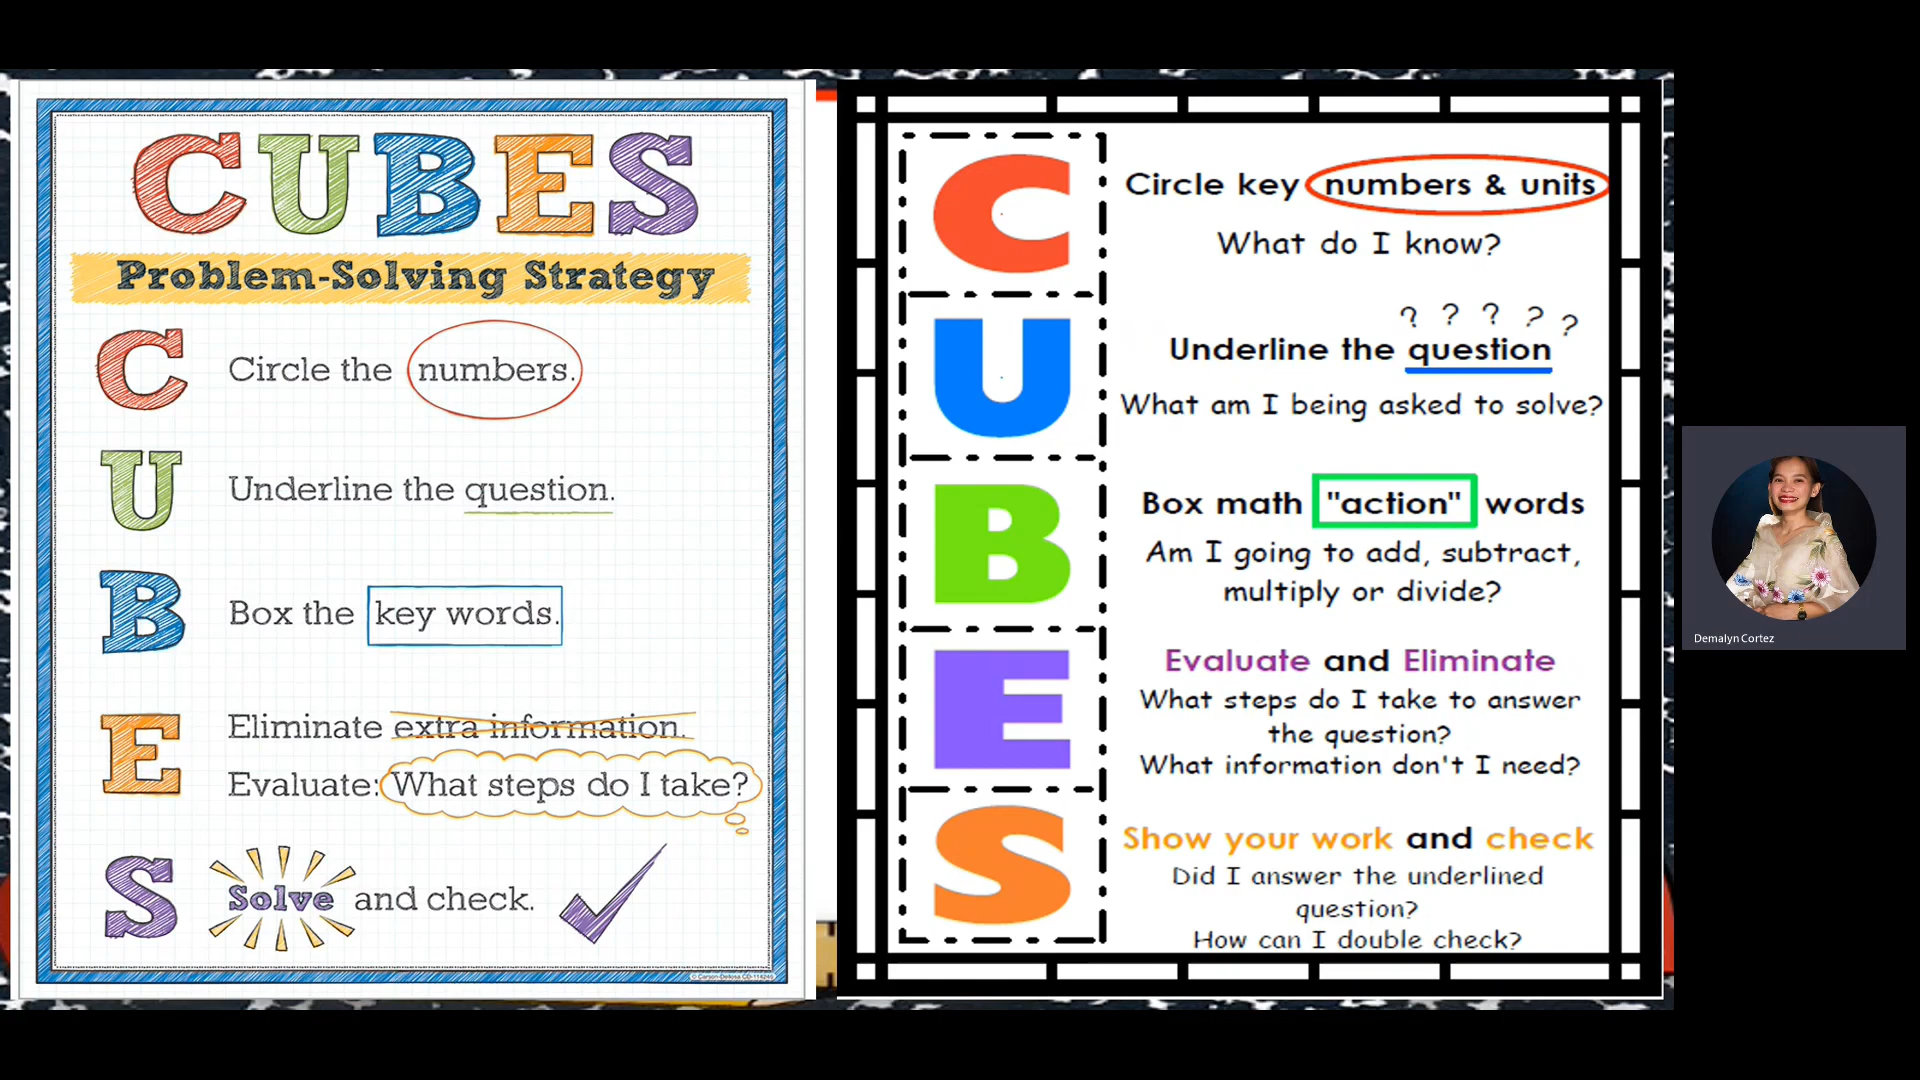 CUBES
Problem-Solving Strategy
C
Circle the numbers.
U
Underline the question.
B
Box the key words.
E
Eliminate extra information.
Evaluate: What steps do I take?
S
Solve and check.
© Carson-Dellosa CD-114246
C
Circle key numbers & units
What do I know?
U
? ? ? ? ?
Underline the question
What am I being asked to solve?
B
Box math "action" words
Am I going to add, subtract,
multiply or divide?
E
Evaluate and Eliminate
What steps do I take to answer
the question?
What information don't I need?
S
Show your work and check
Did I answer the underlined
question?
How can I double check?
Demalyn Cortez